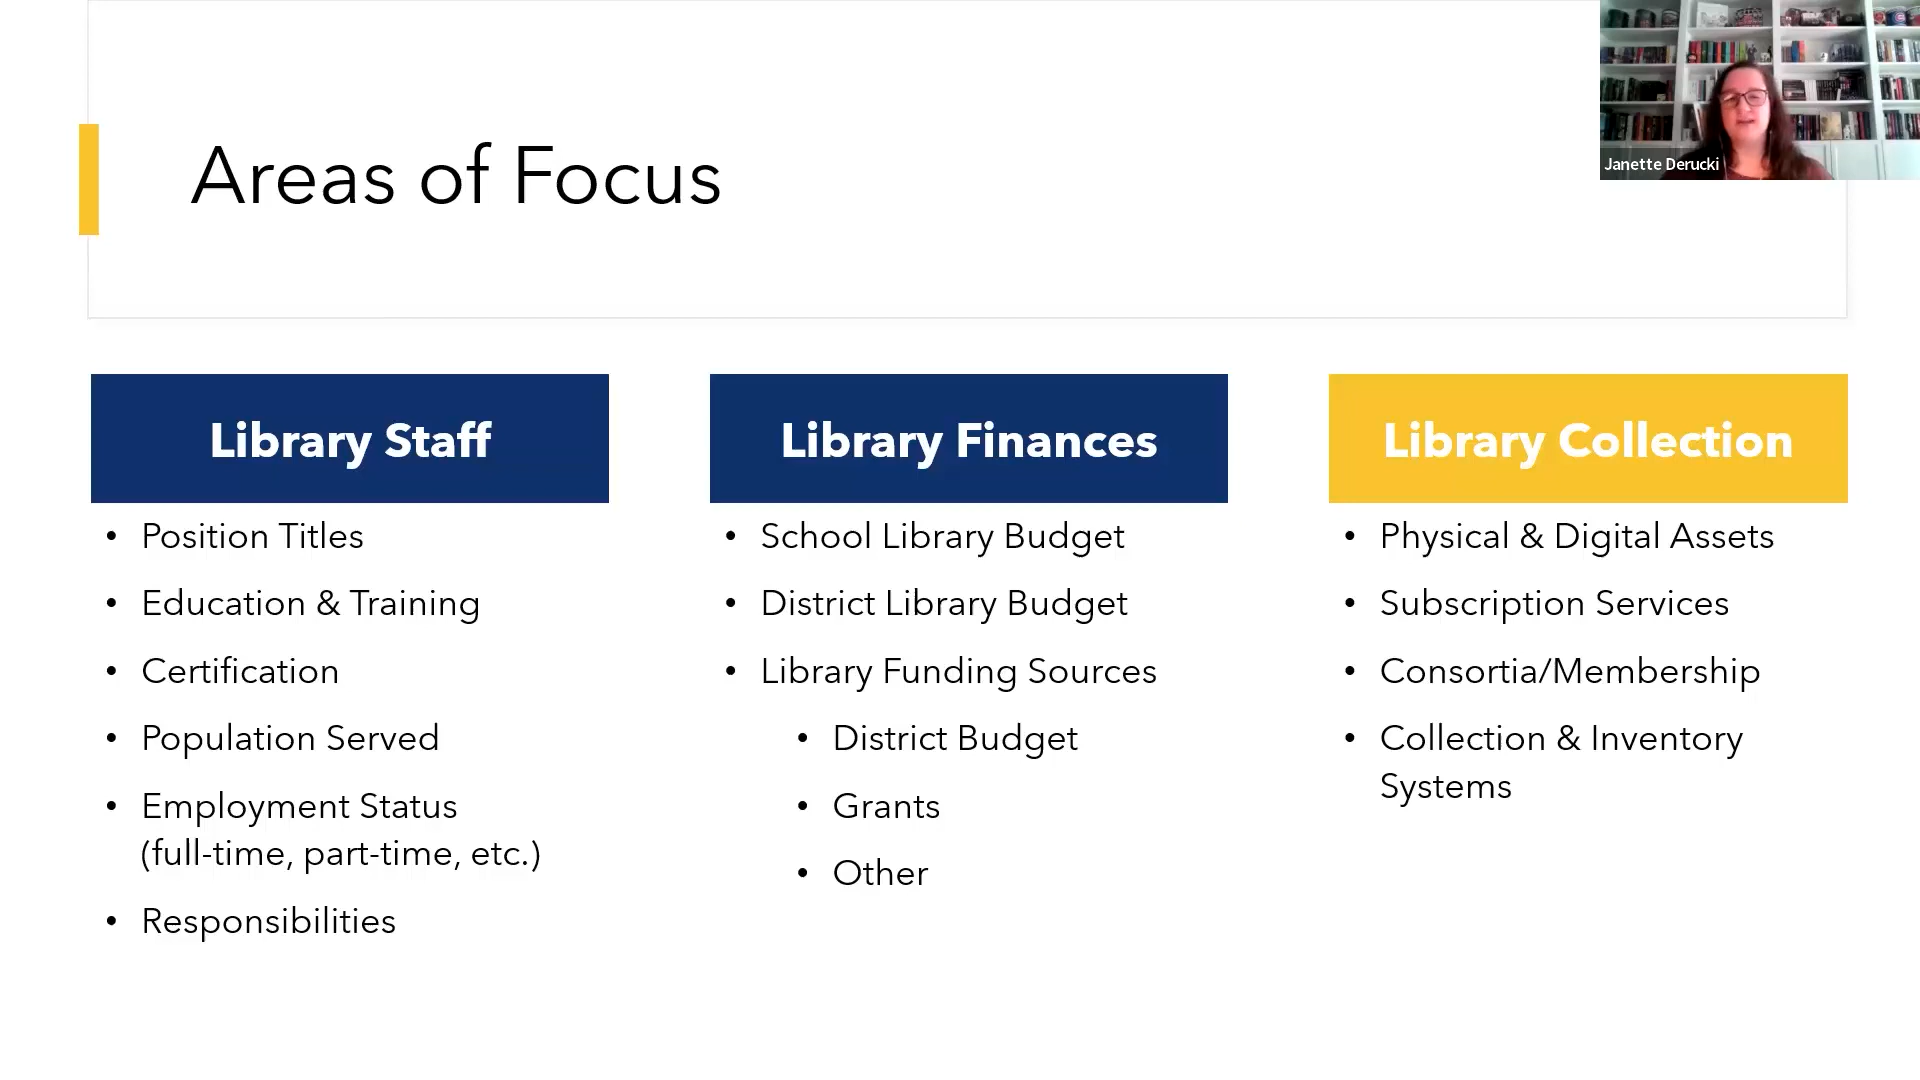 Areas of Focus
Janette Derucki
Library Staff
• Position Titles
• Education & Training
• Certification
• Population Served
• Employment Status
(full-time, part-time, etc.)
• Responsibilities
Library Finances
• School Library Budget
• District Library Budget
• Library Funding Sources
• District Budget
• Grants
• Other
Library Collection
• Physical & Digital Assets
• Subscription Services
• Consortia/Membership
• Collection & Inventory
Systems